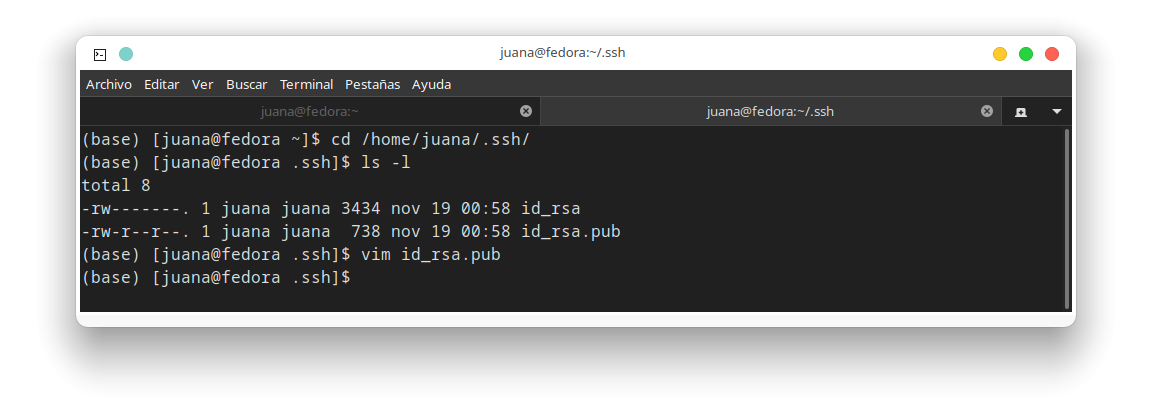 juana@fedora:~/.ssh
Archivo Editar Ver Buscar Terminal Pestañas Ayuda
juana@fedora:~ juana@fedora:~/.ssh
(base) [juana@fedora ~]$ cd /home/juana/.ssh/
(base) [juana@fedora .ssh]$ ls -l
total 8
-rw-------. 1 juana juana 3434 nov 19 00:58 id_rsa
-rw-r--r--. 1 juana juana  738 nov 19 00:58 id_rsa.pub
(base) [juana@fedora .ssh]$ vim id_rsa.pub
(base) [juana@fedora .ssh]$